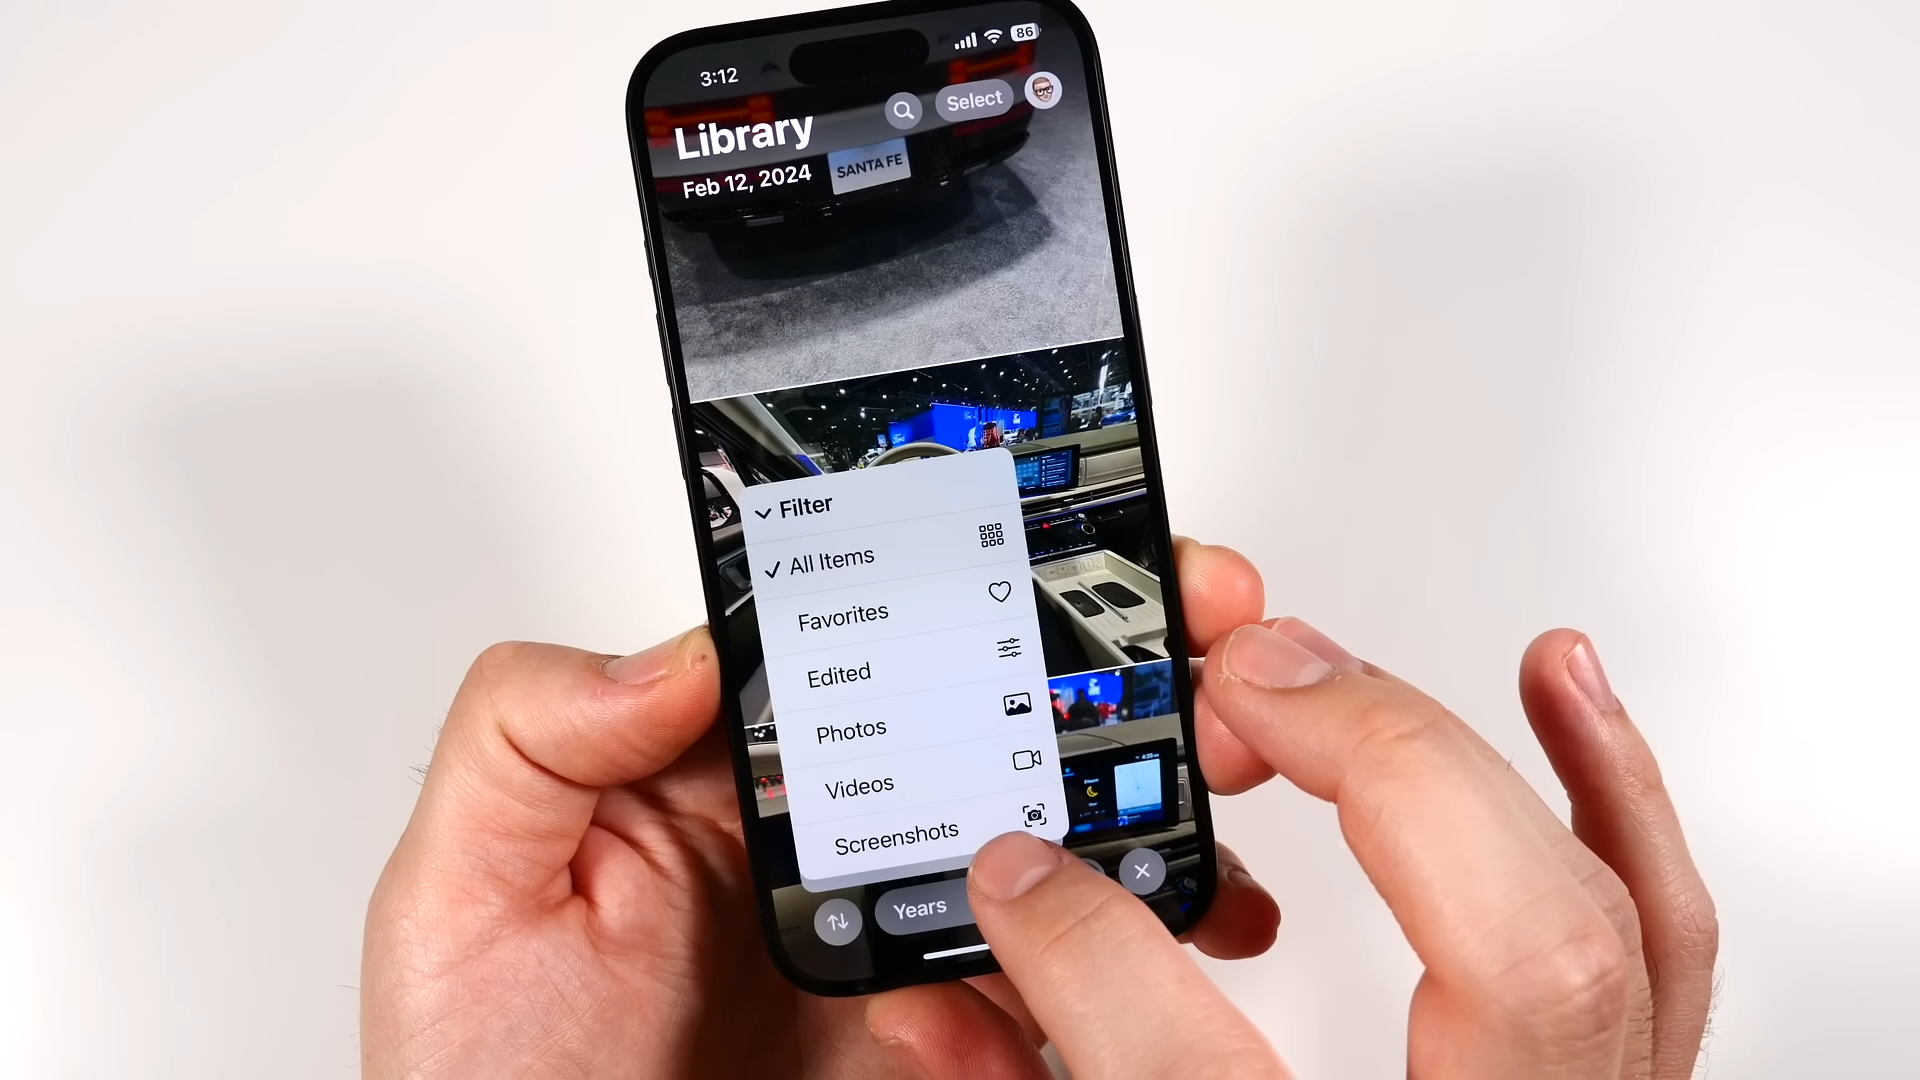 3:12
86
Library
Select
Feb 12, 2024
SANTA FE
Filter
All Items
Favorites
Edited
Photos
Videos
Screenshots
Years